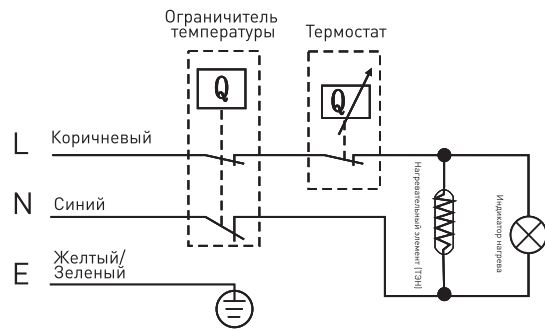 Ограничитель
температуры
Термостат
Q
Q
L
Коричневый
N
Синий
E
Желтый/
Зеленый
Нагревательный элемент (ТЭН)
Индикатор нагрева